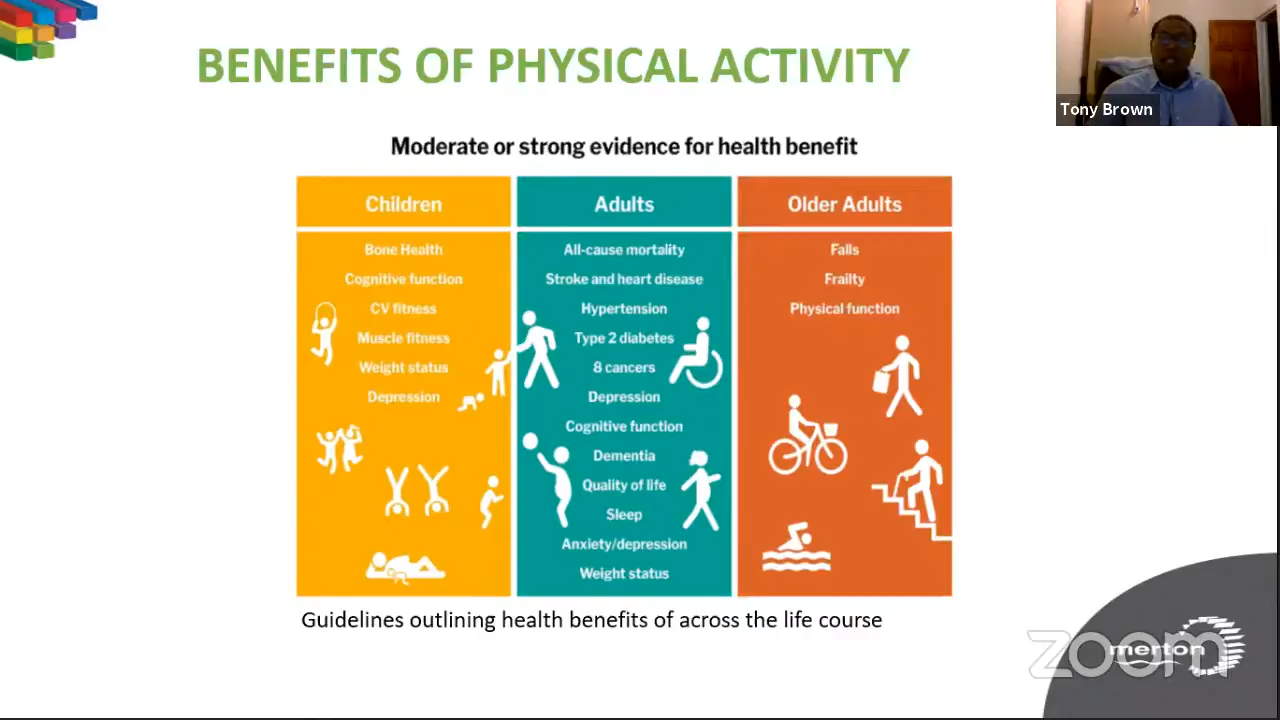 BENEFITS OF PHYSICAL ACTIVITY
Tony Brown
Moderate or strong evidence for health benefit
Children
Bone Health
Cognitive function
CV fitness
Muscle fitness
Weight status
Depression
Adults
All-cause mortality
Stroke and heart disease
Hypertension
Type 2 diabetes
8 cancers
Depression
Cognitive function
Dementia
Quality of life
Sleep
Anxiety/depression
Weight status
Older Adults
Falls
Frailty
Physical function
Guidelines outlining health benefits of across the life course
zoom
merton